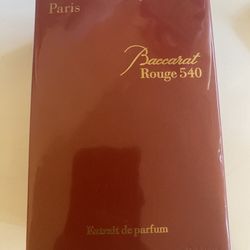 Paris
Baccarat
Rouge 540
Extrait de parfum